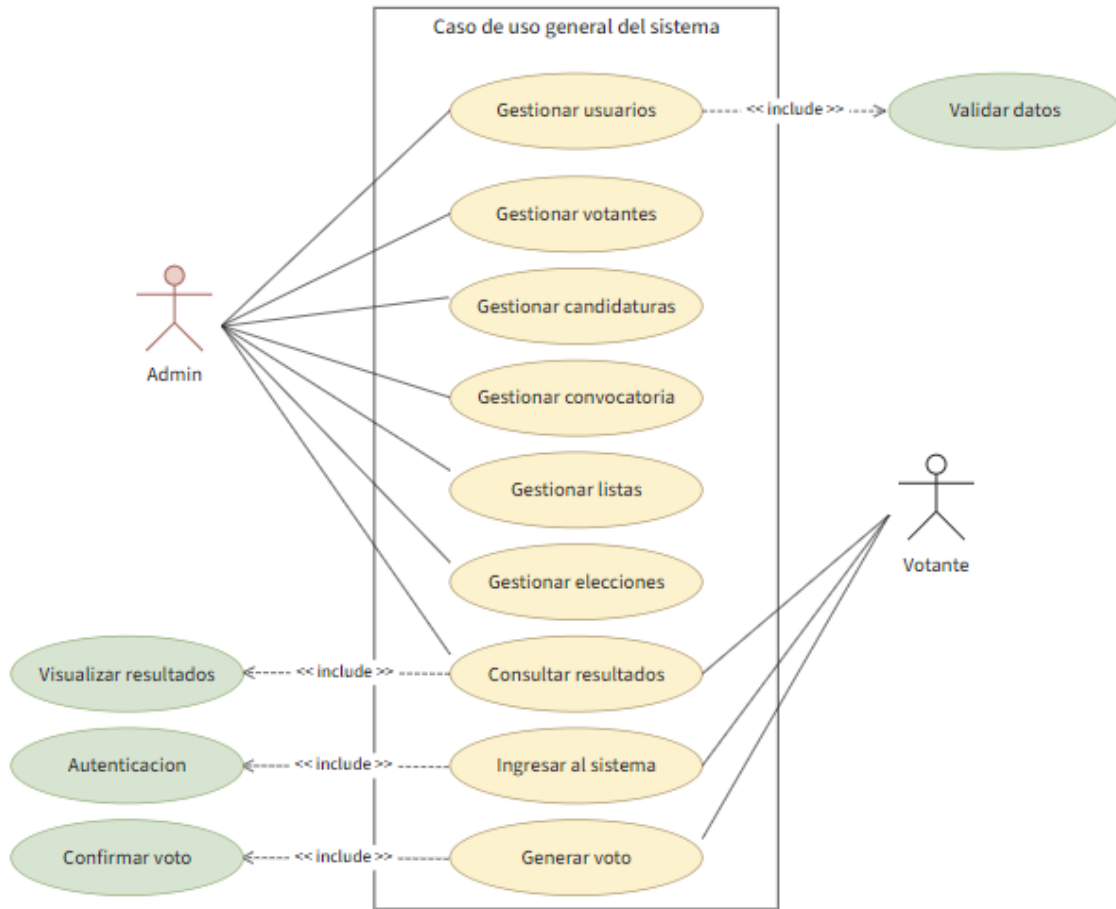 Caso de uso general del sistema
Gestionar usuarios
<< include >>
Validar datos
Gestionar votantes
Gestionar candidaturas
Admin
Gestionar convocatoria
Gestionar listas
Votante
Gestionar elecciones
Visualizar resultados
<< include >>
Consultar resultados
Autenticacion
<< include >>
Ingresar al sistema
Confirmar voto
<< include >>
Generar voto